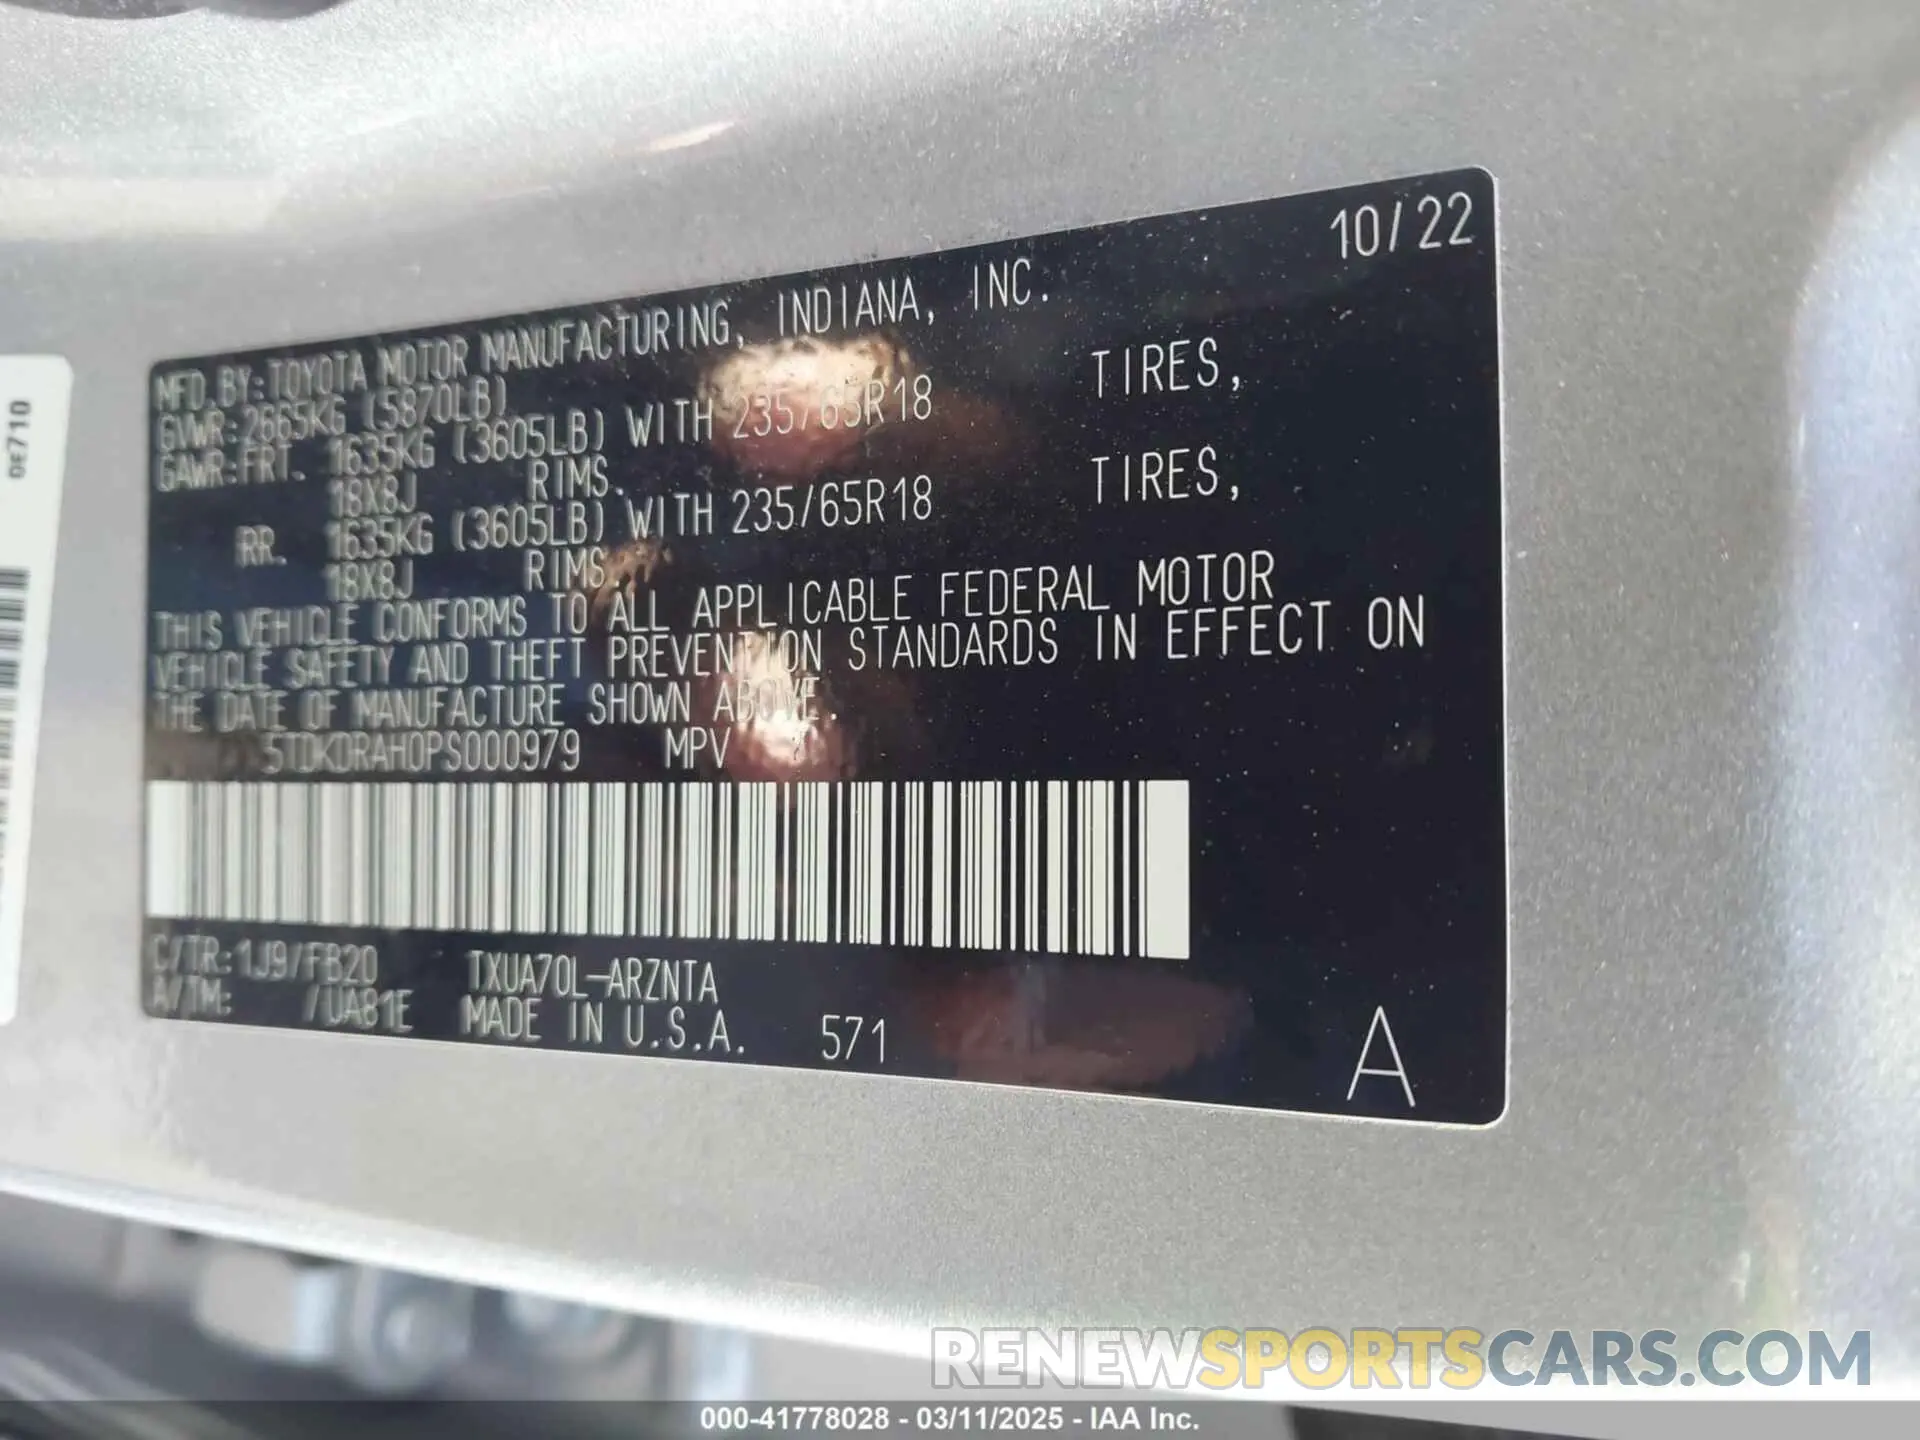 10/22
MFD.BY:TOYOTA MOTOR MANUFACTURING, INDIANA, INC.
GVWR:2665KG (5870LB)
GAWR:FRT. 1635KG (3605LB) WITH 235/65R18 TIRES,
18X8J RIMS.
RR. 1635KG (3605LB) WITH 235/65R18 TIRES,
18X8J RIMS.
THIS VEHICLE CONFORMS TO ALL APPLICABLE FEDERAL MOTOR
VEHICLE SAFETY AND THEFT PREVENTION STANDARDS IN EFFECT ON
THE DATE OF MANUFACTURE SHOWN ABOVE.
5TDKDRAH0PS000979 MPV
C/TR:1J9/FB20 TXUA70L-ARZNTA
A/TM: /UA81E MADE IN U.S.A. 571
A
0E710
RENEWSPORTSCARS.COM
000-41778028 - 03/11/2025 - IAA Inc.